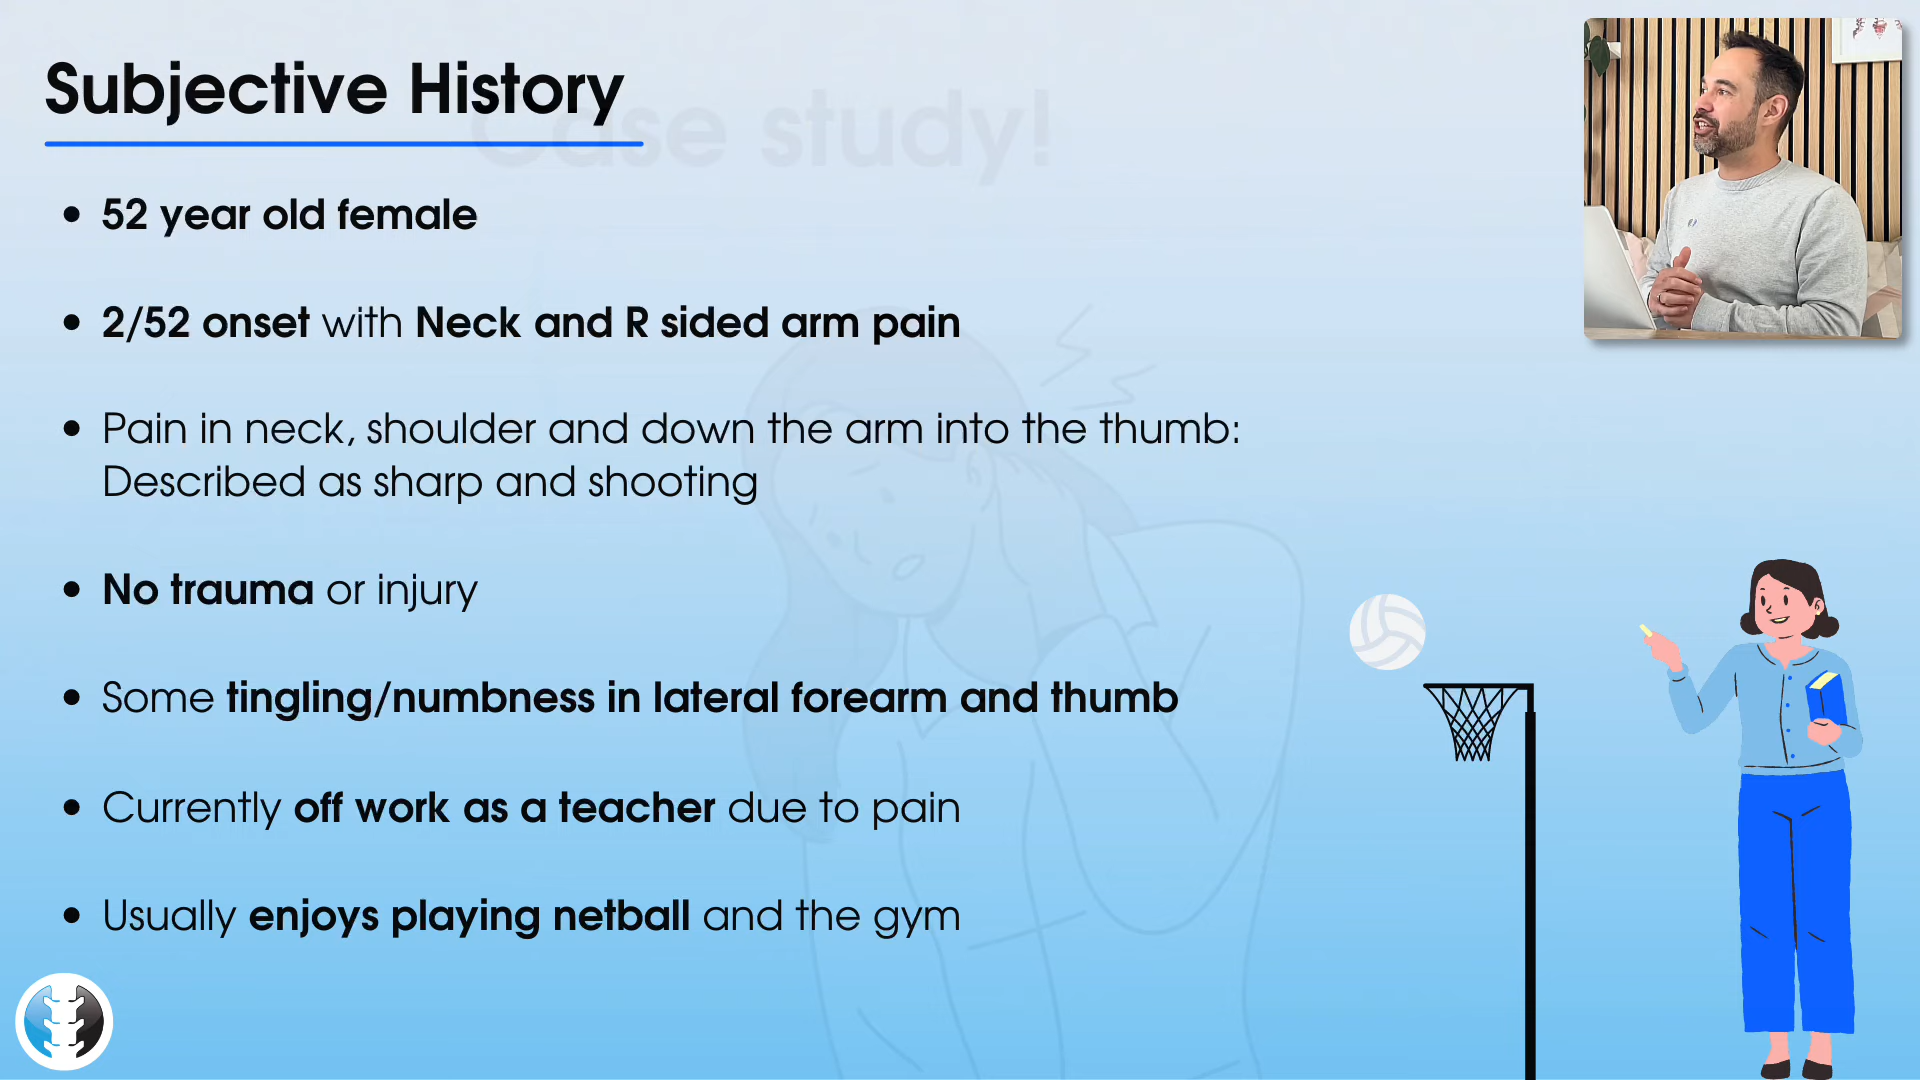 Subjective History
Case study!
• 52 year old female
• 2/52 onset with Neck and R sided arm pain
• Pain in neck, shoulder and down the arm into the thumb:
Described as sharp and shooting
• No trauma or injury
• Some tingling/numbness in lateral forearm and thumb
• Currently off work as a teacher due to pain
• Usually enjoys playing netball and the gym